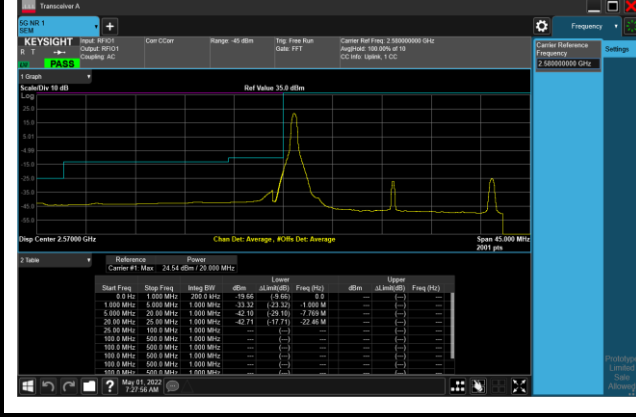 Transceiver A
5G NR 1
SEM
Frequency
KEYSIGHT
R T
PASS
Input: RFIO1
Output: RFIO1
Coupling: AC
Corr CCorr
Range: -45 dBm
Trig: Free Run
Gate: FFT
Carrier Ref Freq: 2.580000000 GHz
Avg|Hold: 100.00% of 10
CC Info: Uplink, 1 CC
Carrier Reference
Frequency
2.580000000 GHz
Settings
1 Graph
Scale/Div 10 dB
Ref Value 35.0 dBm
Log
25.0
15.0
5.01
-4.99
-15.0
-25.0
-35.0
-45.0
-55.0
Disp Center 2.57000 GHz
Chan Det: Average, #Offs Det: Average
Span 45.000 MHz
2001 pts
2 Table
Reference Power
Carrier #1: Max 24.54 dBm / 20.000 MHz
Lower Upper
Start Freq Stop Freq Integ BW dBm ΔLimit(dB) Freq (Hz) dBm ΔLimit(dB) Freq (Hz)
0.0 Hz 1.000 MHz 200.0 kHz -19.66 (-9.66) 0.0 --- (---) ---
1.000 MHz 5.000 MHz 1.000 MHz -33.32 (-23.32) -1.000 M --- (---) ---
5.000 MHz 20.00 MHz 1.000 MHz -42.10 (-29.10) -7.769 M --- (---) ---
20.00 MHz 25.00 MHz 1.000 MHz -42.71 (-17.71) -22.46 M --- (---) ---
25.00 MHz 100.0 MHz 1.000 MHz --- (---) --- --- (---) ---
100.0 MHz 500.0 MHz 1.000 MHz --- (---) --- --- (---) ---
100.0 MHz 500.0 MHz 1.000 MHz --- (---) --- --- (---) ---
100.0 MHz 500.0 MHz 1.000 MHz --- (---) --- --- (---) ---
100.0 MHz 500.0 MHz 1.000 MHz --- (---) --- --- (---) ---
May 01, 2022
7:27:56 AM
Prototype
Limited
Sale
Allowed